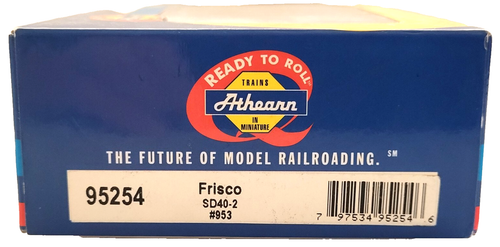 READY TO ROLL
TRAINS
Athearn
IN
MINIATURE
THE FUTURE OF MODEL RAILROADING. SM
95254
Frisco
SD40-2
#953
7 97534 95254 6